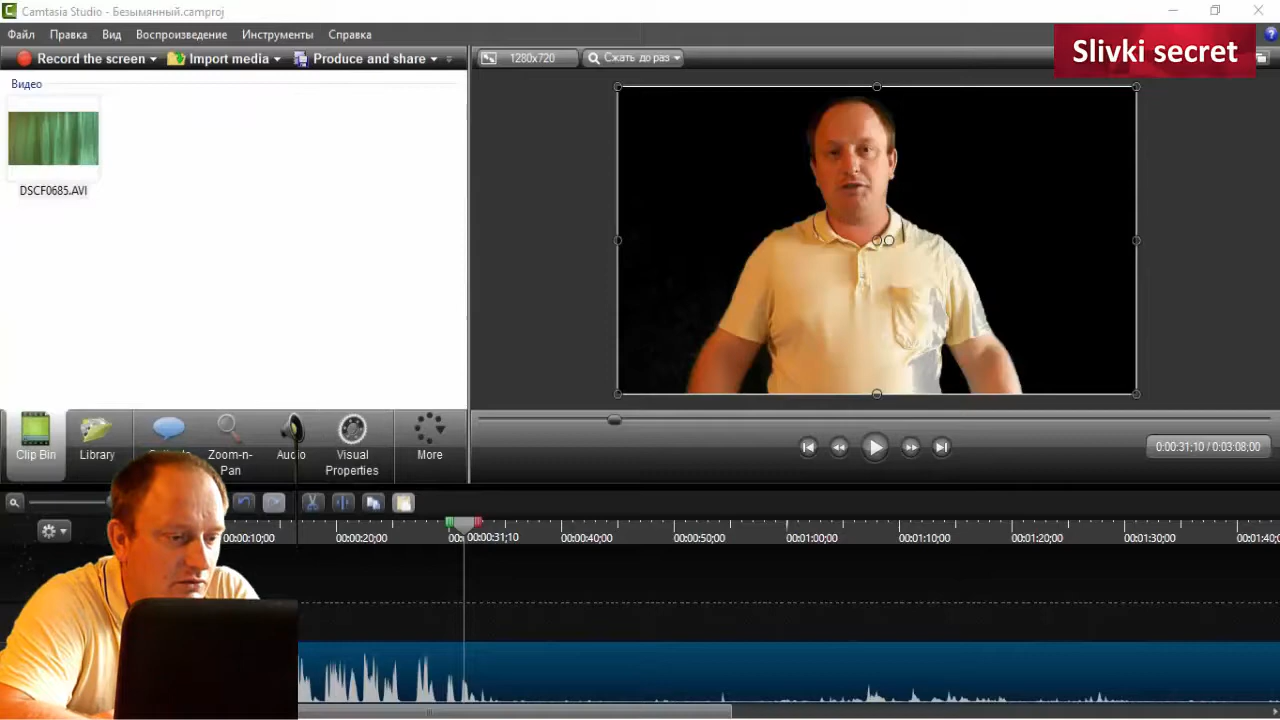 Camtasia Studio - Безымянный.camproj
Файл Правка Вид Воспроизведение Инструменты Справка
Slivki secret
Record the screen Import media Produce and share
1280x720 Сжать до раз
Видео
DSCF0685.AVI
Clip Bin Library Zoom-n-Pan Audio Visual Properties More
0:00:31;10 / 0:03:08;00
00:00:10;00 00:00:20;00 00:00:31;10 00:00:40;00 00:00:50;00 00:01:00;00 00:01:10;00 00:01:20;00 00:01:30;00 00:01:40;0